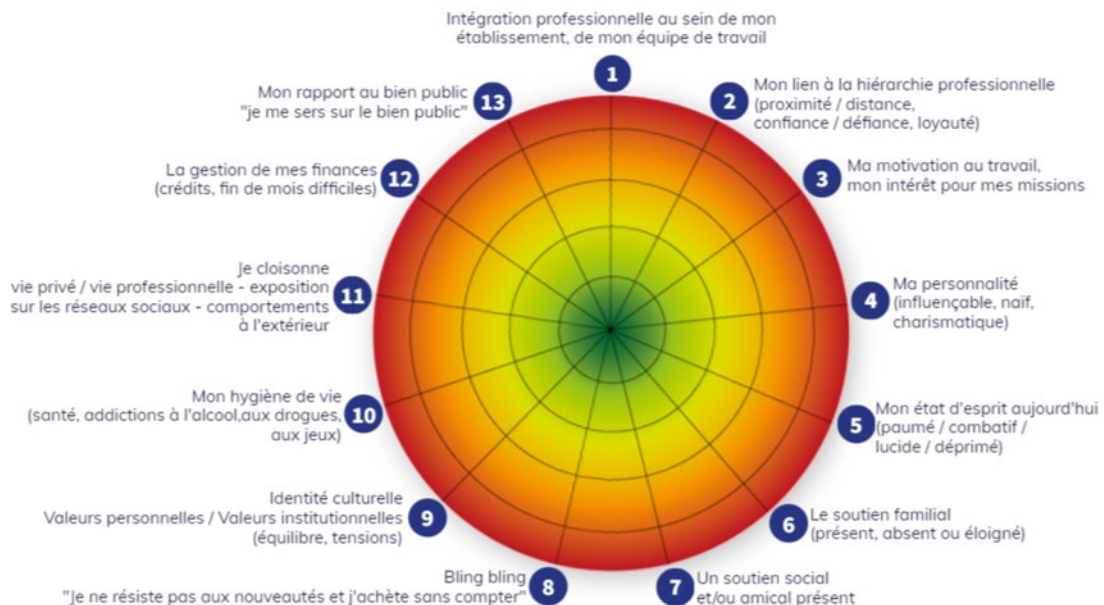 Intégration professionnelle au sein de mon
établissement, de mon équipe de travail
1
2
Mon lien à la hiérarchie professionnelle
(proximité / distance,
confiance / défiance, loyauté)
3
Ma motivation au travail,
mon intérêt pour mes missions
4
Ma personnalité
(influençable, naïf,
charismatique)
5
Mon état d'esprit aujourd'hui
(paumé / combatif /
lucide / déprimé)
6
Le soutien familial
(présent, absent ou éloigné)
7
Un soutien social
et/ou amical présent
Bling bling
"Je ne résiste pas aux nouveautés et j'achète sans compter"
8
Identité culturelle
Valeurs personnelles / Valeurs institutionnelles
(équilibre, tensions)
9
Mon hygiène de vie
(santé, addictions à l'alcool,aux drogues,
aux jeux)
10
Je cloisonne
vie privé / vie professionnelle - exposition
sur les réseaux sociaux - comportements
à l'extérieur
11
La gestion de mes finances
(crédits, fin de mois difficiles)
12
Mon rapport au bien public
"je me sers sur le bien public"
13